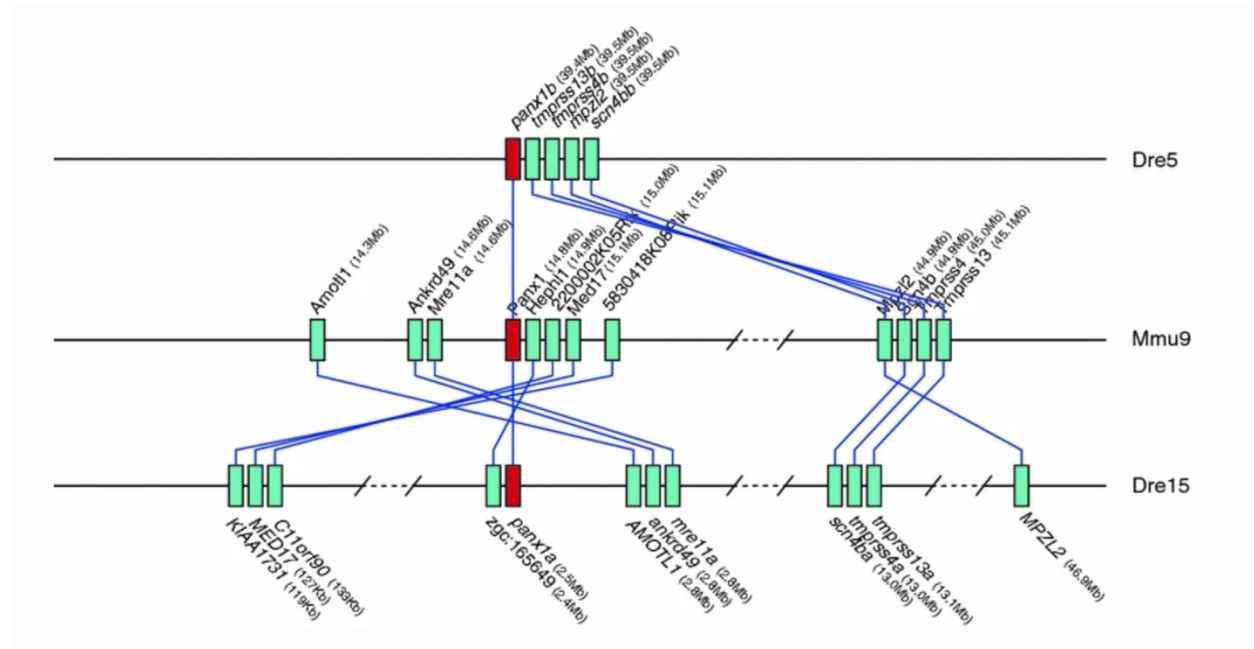 panx1b (39.4Mb)
tmprss13b (39.5Mb)
tmprss4b (39.5Mb)
mpzl2 (39.5Mb)
scn4bb (39.5Mb)
Dre5
Amotl1 (14.3Mb)
Ankrd49 (14.6Mb)
Mre11a (14.6Mb)
Panx1 (14.8Mb)
Hephl1 (14.9Mb)
2200002K05Rik (15.0Mb)
Med17 (15.1Mb)
5830418K08Rik (15.1Mb)
Mpzl2 (44.9Mb)
Scn4b (44.9Mb)
Tmprss4 (45.0Mb)
Tmprss13 (45.1Mb)
Mmu9
Dre15
KIAA1731 (119Kb)
MED17 (127Kb)
C11orf90 (133Kb)
zgc:165649 (2.4Mb)
panx1a (2.5Mb)
AMOTL1 (2.8Mb)
ankrd49 (2.8Mb)
mre11a (2.8Mb)
scn4ba (13.0Mb)
tmprss4a (13.0Mb)
tmprss13a (13.1Mb)
MPZL2 (46.9Mb)